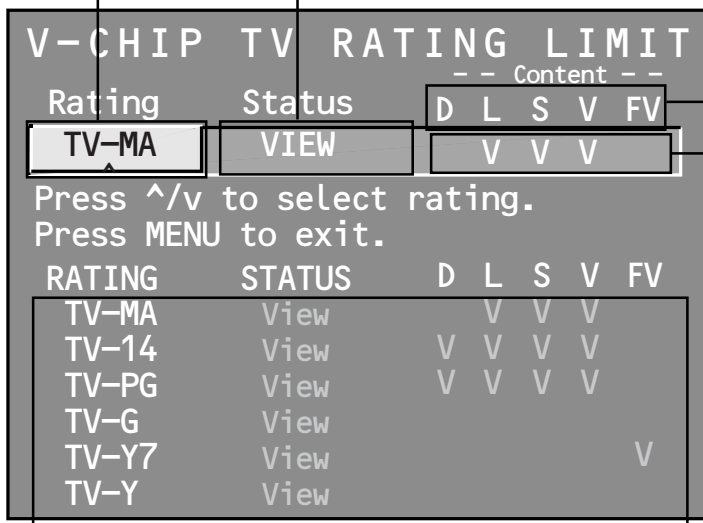 V-CHIP TV RATING LIMIT
-- Content --
Rating Status D L S V FV
TV-MA VIEW V V V
^
Press ^/v to select rating.
Press MENU to exit.
RATING STATUS D L S V FV
TV-MA View V V V
TV-14 View V V V V
TV-PG View V V V V
TV-G View
TV-Y7 View V
TV-Y View